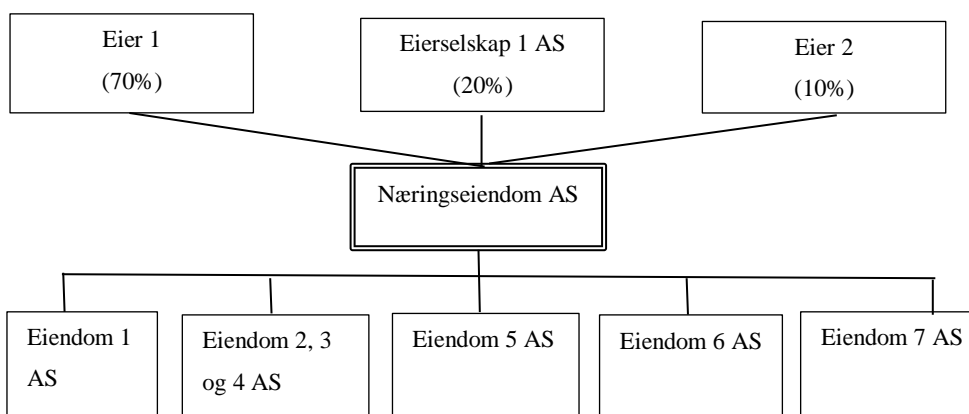 Eier 1
(70%)
Eierselskap 1 AS
(20%)
Eier 2
(10%)
Næringseiendom AS
Eiendom 1
AS
Eiendom 2, 3
og 4 AS
Eiendom 5 AS
Eiendom 6 AS
Eiendom 7 AS